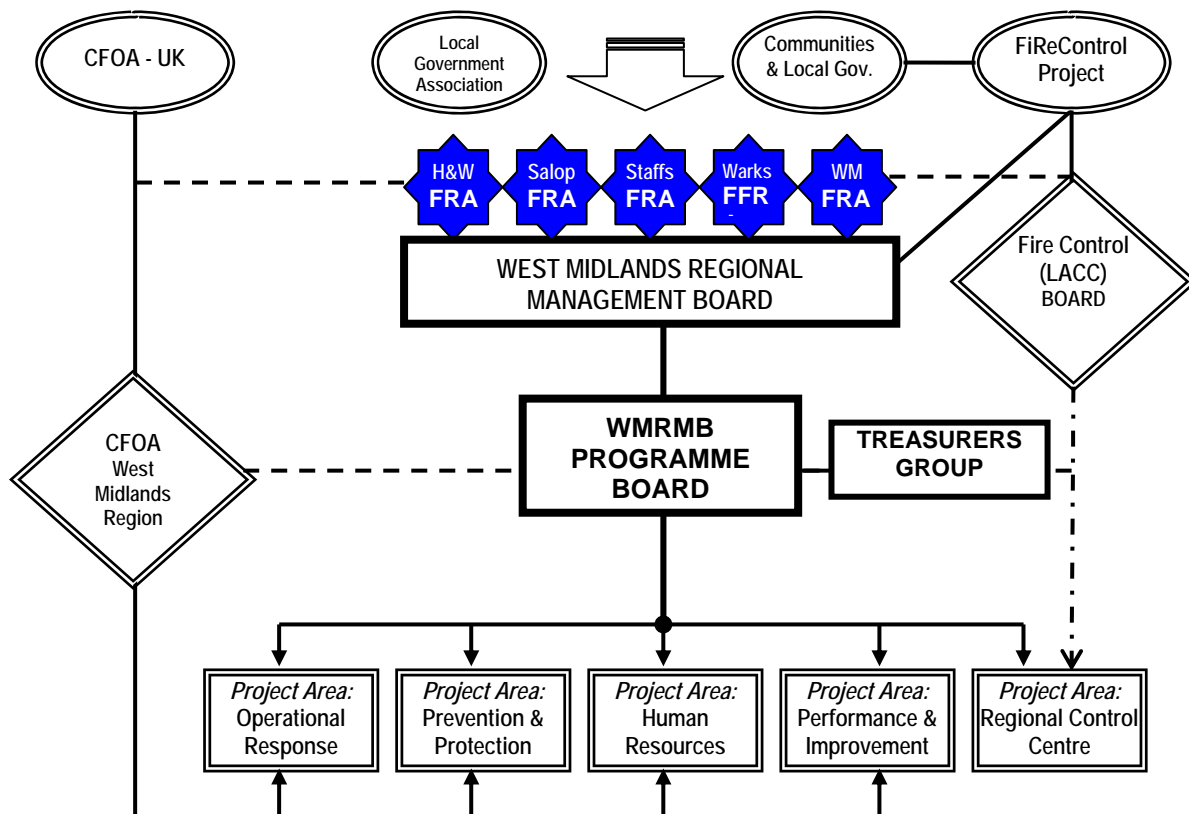 CFOA - UK
Local
Government
Association
Communities
& Local Gov.
FiReControl
Project
H&W
FRA
Salop
FRA
Staffs
FRA
Warks
FFR
-
WM
FRA
WEST MIDLANDS REGIONAL
MANAGEMENT BOARD
Fire Control
(LACC)
BOARD
CFOA
West
Midlands
Region
WMRMB
PROGRAMME
BOARD
TREASURERS
GROUP
Project Area:
Operational
Response
Project Area:
Prevention &
Protection
Project Area:
Human
Resources
Project Area:
Performance &
Improvement
Project Area:
Regional Control
Centre